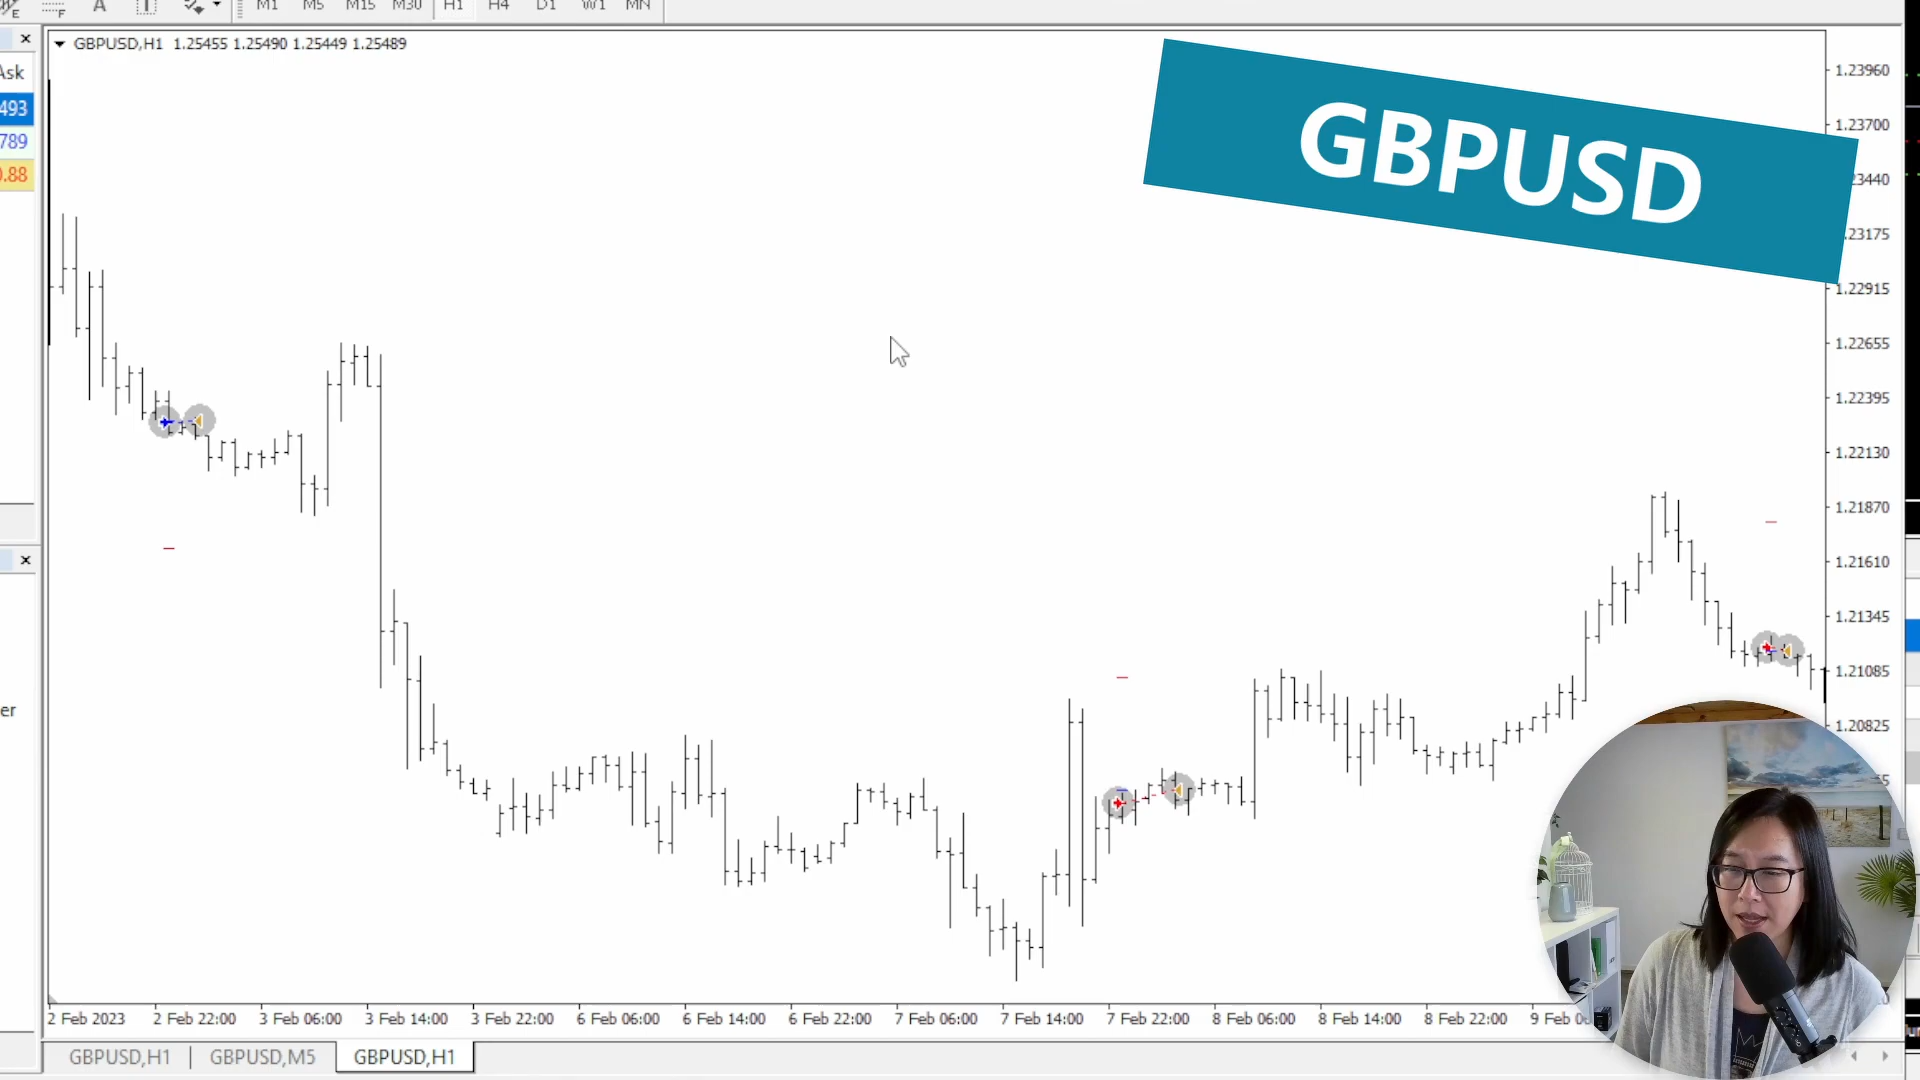 A T M1 M5 M15 M30 H1 H4 D1 W1 MN
GBPUSD,H1 1.25455 1.25490 1.25449 1.25489
Ask
493
789
0.88
er
GBPUSD
1.23960
1.23700
23440
.23175
1.22915
1.22655
1.22395
1.22130
1.21870
1.21610
1.21345
1.21085
1.20825
2 Feb 2023 2 Feb 22:00 3 Feb 06:00 3 Feb 14:00 3 Feb 22:00 6 Feb 06:00 6 Feb 14:00 6 Feb 22:00 7 Feb 06:00 7 Feb 14:00 7 Feb 22:00 8 Feb 06:00 8 Feb 14:00 8 Feb 22:00 9 Feb
GBPUSD,H1 GBPUSD,M5 GBPUSD,H1